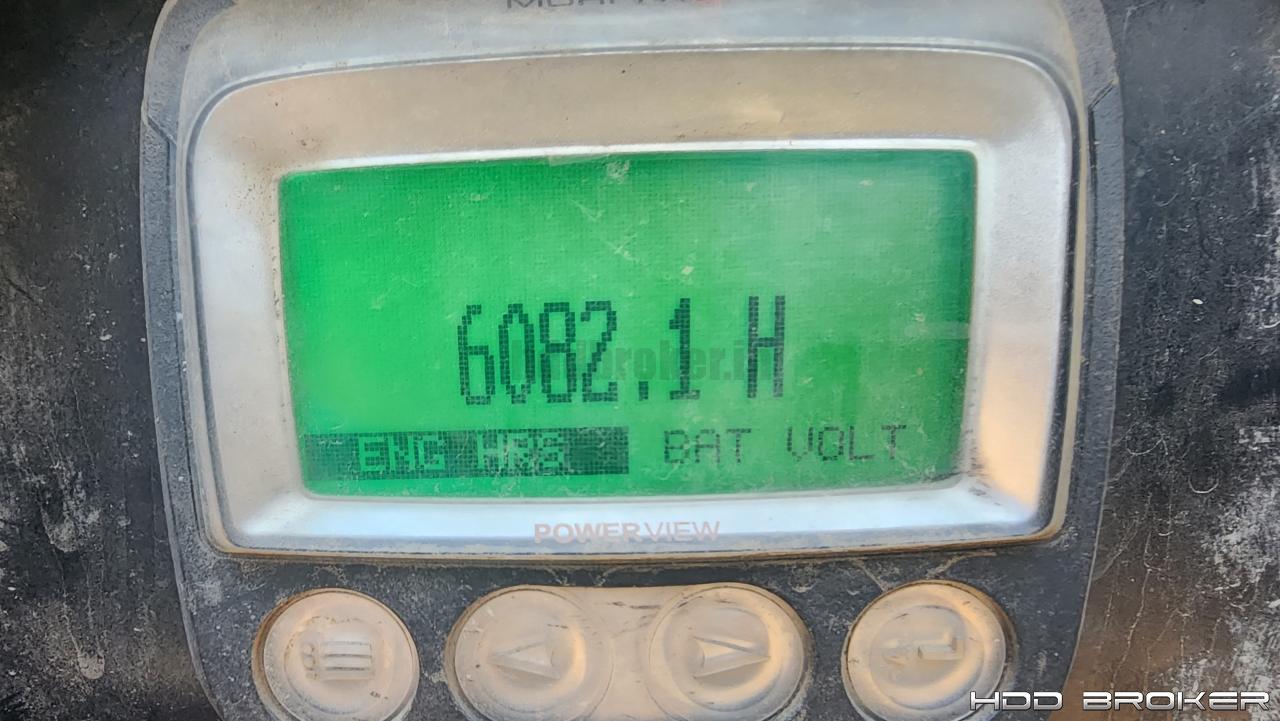 6082.1 H
ENG HRS BAT VOLT
POWERVIEW
HDD BROKER